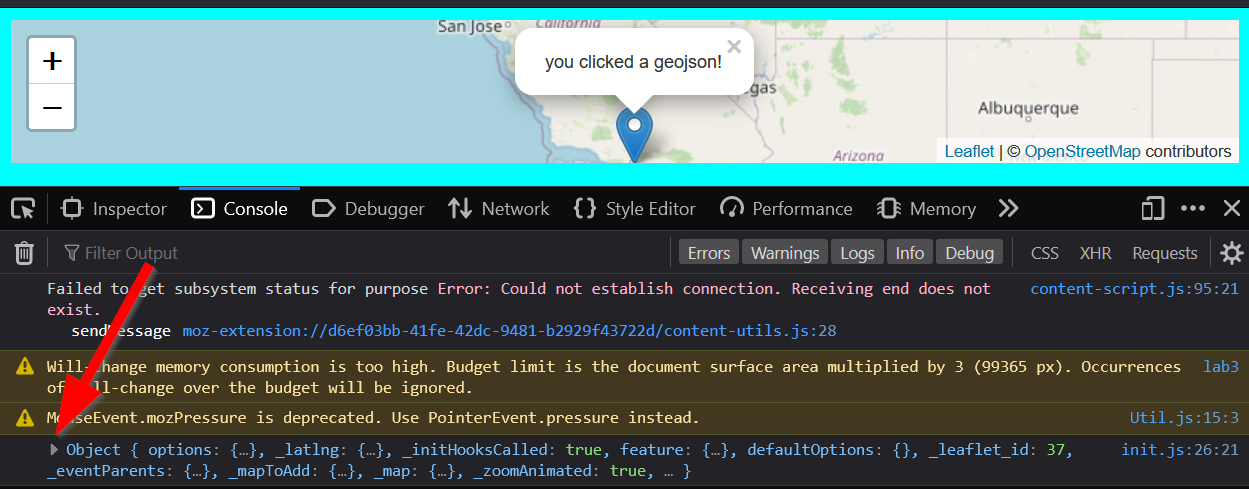 San Jose
California
+
−
you clicked a geojson!
×
egas
Albuquerque
Arizona
Leaflet | © OpenStreetMap contributors
Inspector Console Debugger Network Style Editor Performance Memory
Filter Output Errors Warnings Logs Info Debug CSS XHR Requests
Failed to get subsystem status for purpose Error: Could not establish connection. Receiving end does not content-script.js:95:21
exist.
sendMessage moz-extension://d6ef03bb-41fe-42dc-9481-b2929f43722d/content-utils.js:28
Will-change memory consumption is too high. Budget limit is the document surface area multiplied by 3 (99365 px). Occurrences lab3
of will-change over the budget will be ignored.
MouseEvent.mozPressure is deprecated. Use PointerEvent.pressure instead. Util.js:15:3
Object { options: {…}, _latlng: {…}, _initHooksCalled: true, feature: {…}, defaultOptions: {}, _leaflet_id: 37, init.js:26:21
_eventParents: {…}, _mapToAdd: {…}, _map: {…}, _zoomAnimated: true, … }